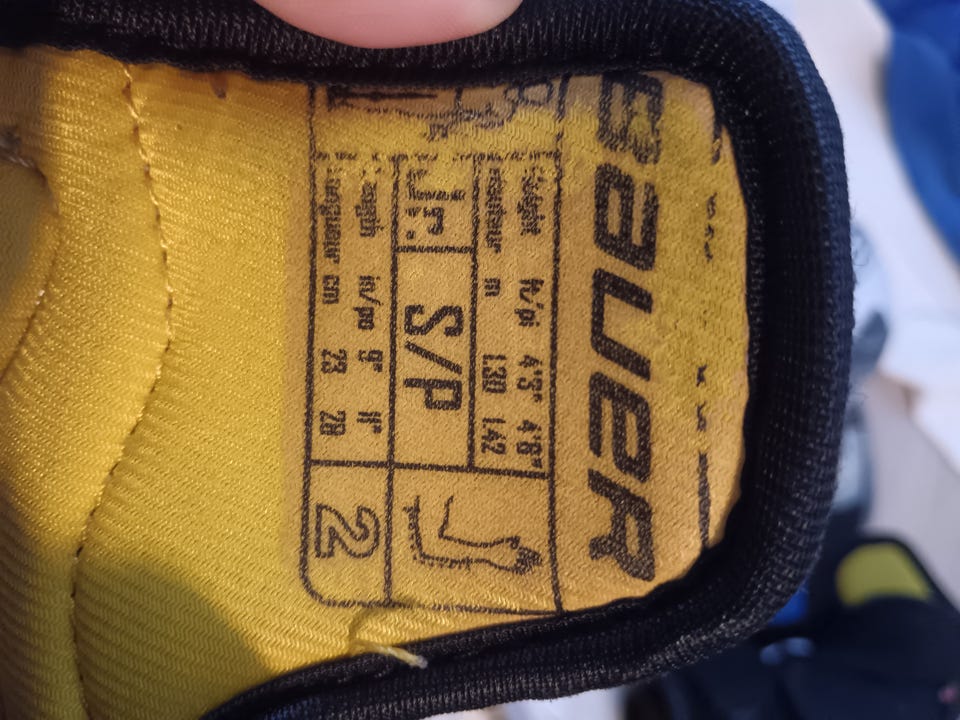 BAUER
Height ft/pi 4'3" 4'8"
Hauteur m 1.30 1.42
Jr. S/P
Length in/po 9" 11"
Longueur cm 23 28
2